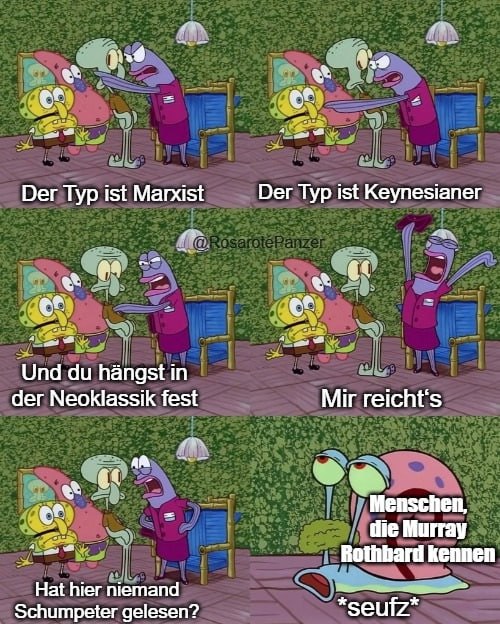 Der Typ ist Marxist
Der Typ ist Keynesianer
@RosarotePanzer
Und du hängst in
der Neoklassik fest
Mir reicht's
Hat hier niemand
Schumpeter gelesen?
Menschen,
die Murray
Rothbard kennen
*seufz*